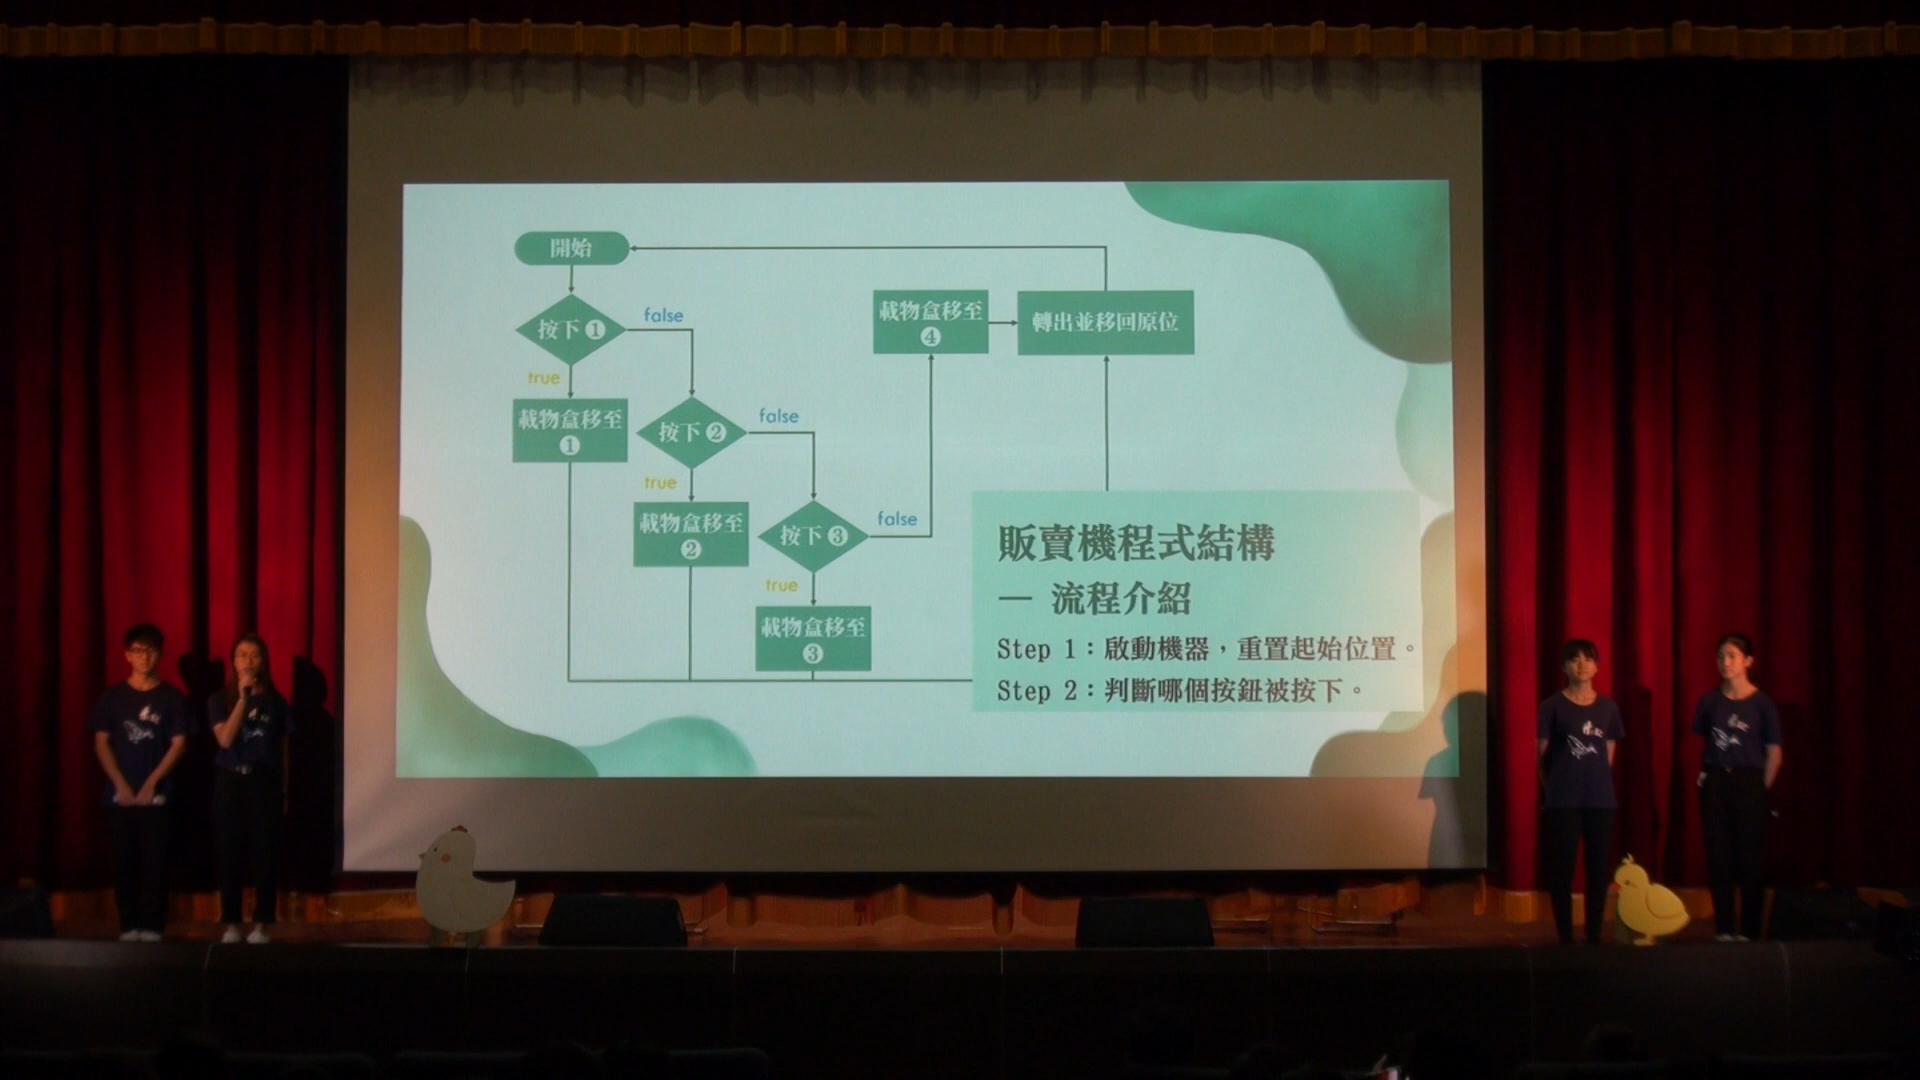 開始
按下❶
false
true
載物盒移至
❶
按下❷
false
true
載物盒移至
❷
按下❸
false
true
載物盒移至
❸
載物盒移至
❹
轉出並移回原位
販賣機程式結構
— 流程介紹
Step 1：啟動機器，重置起始位置。
Step 2：判斷哪個按鈕被按下。